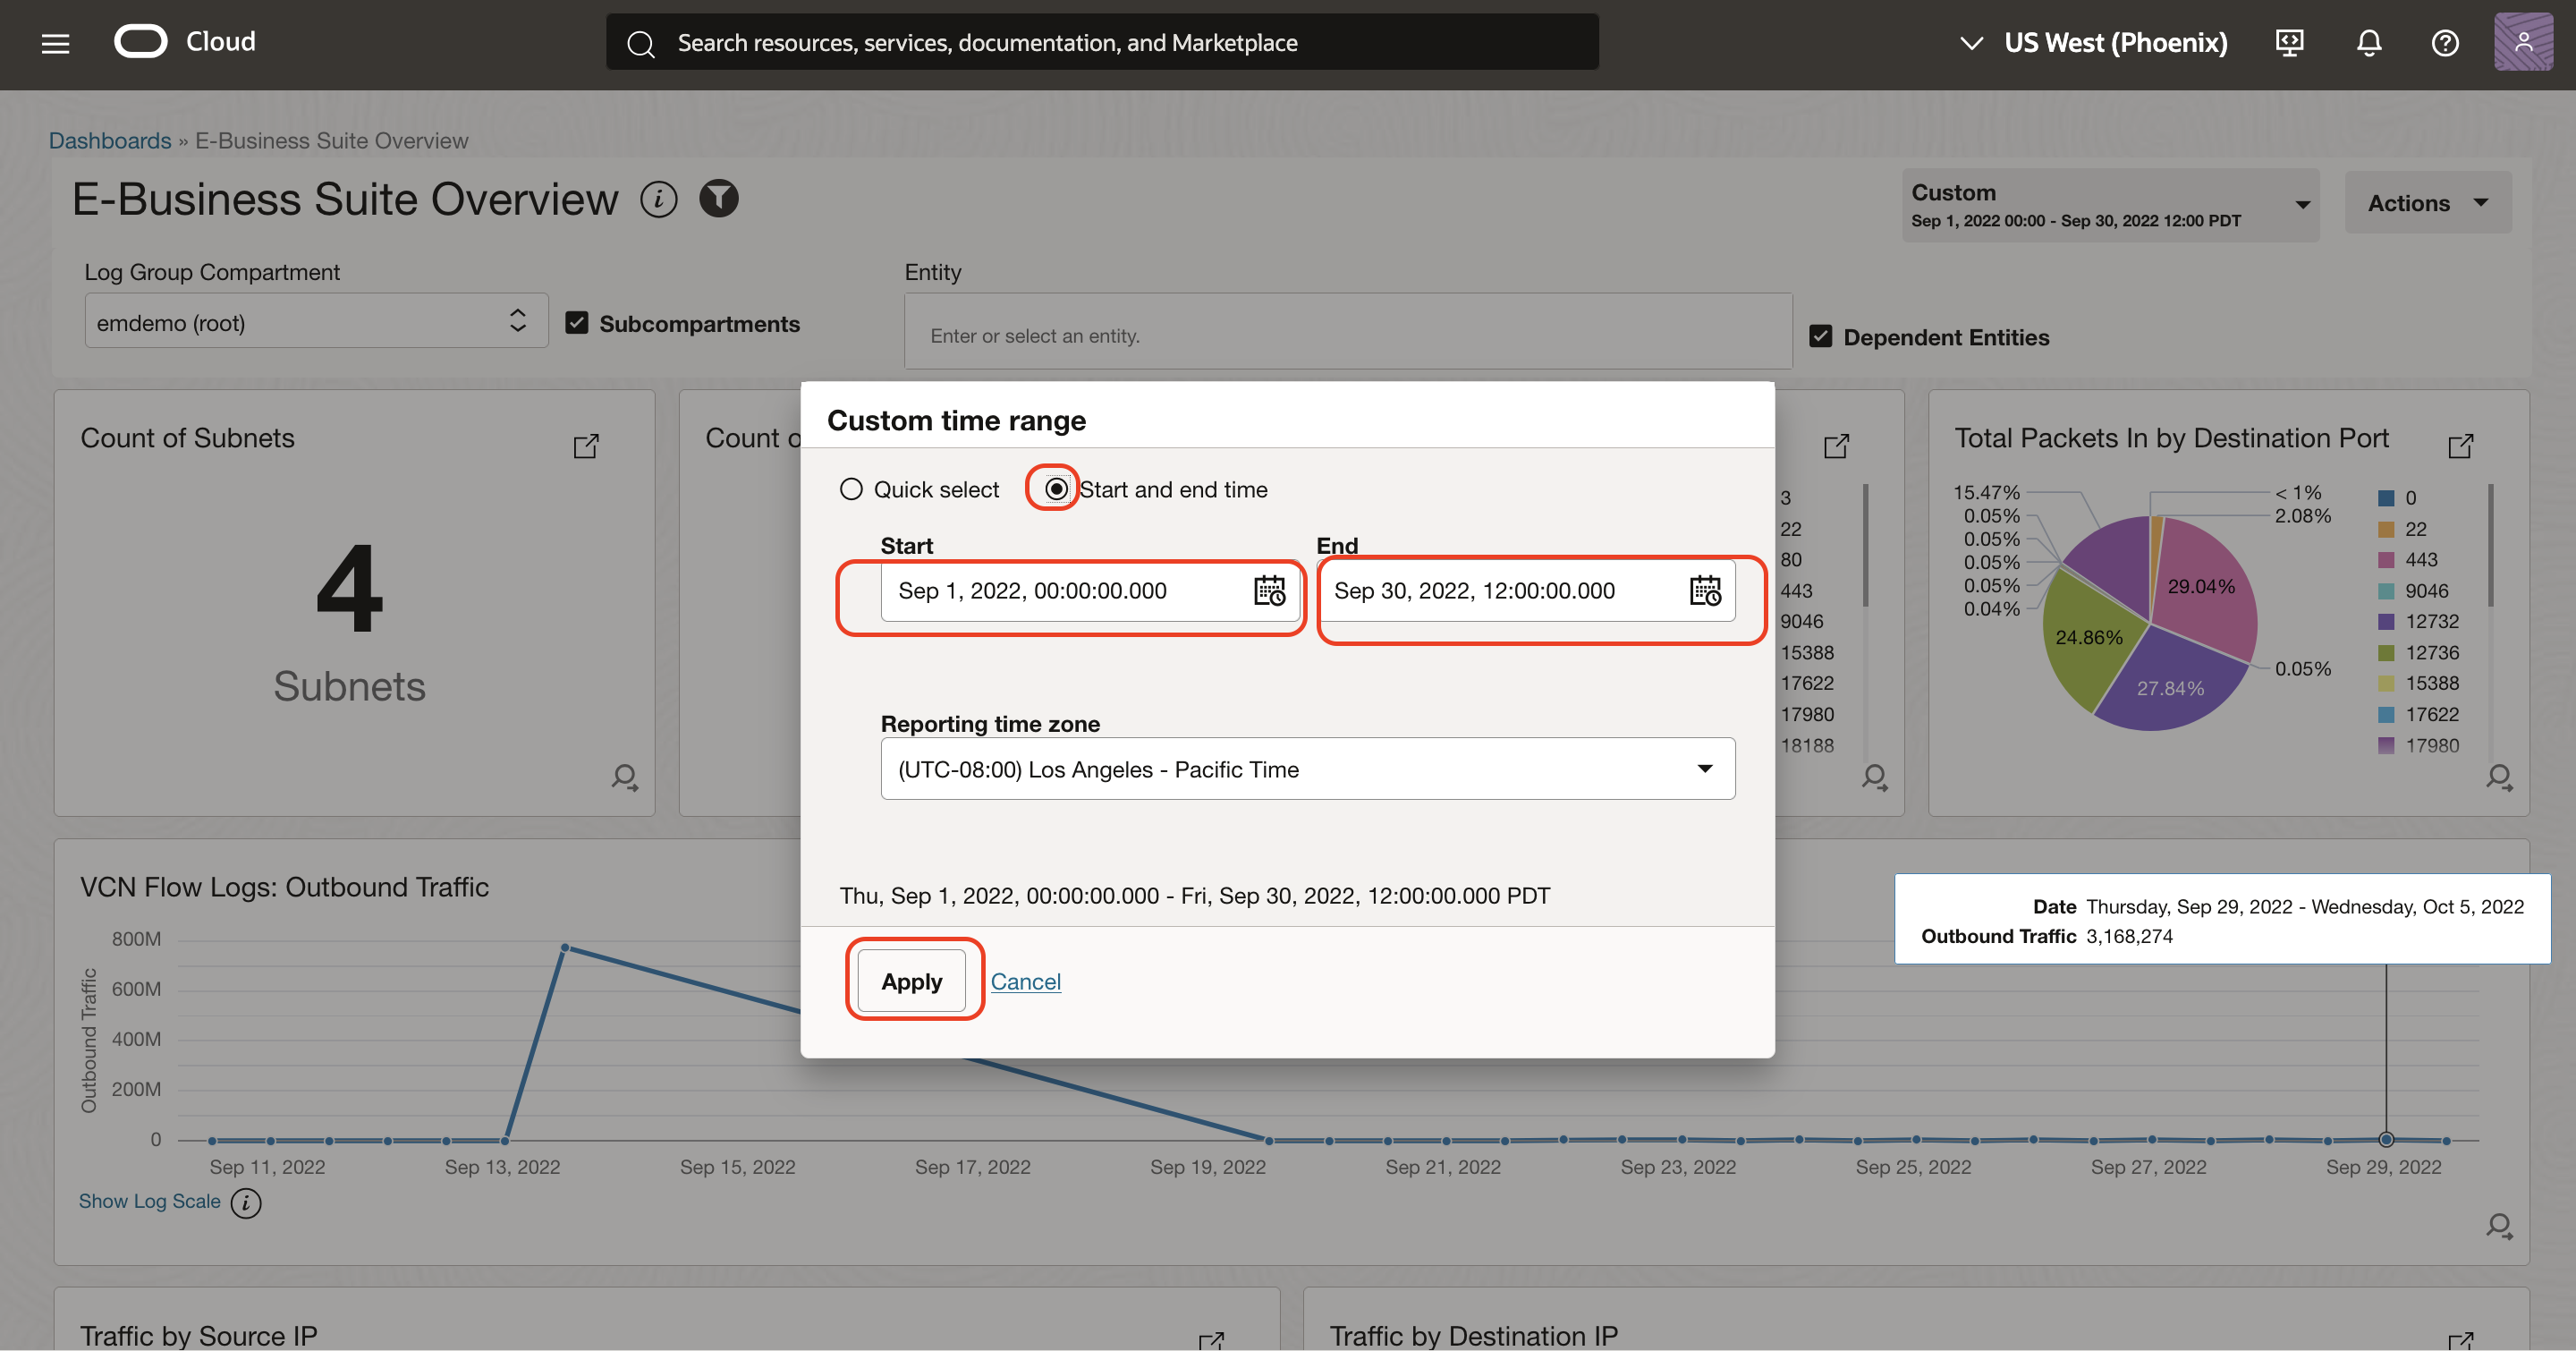 Cloud
Search resources, services, documentation, and Marketplace
US West (Phoenix)
Dashboards » E-Business Suite Overview
E-Business Suite Overview
Custom
Sep 1, 2022 00:00 - Sep 30, 2022 12:00 PDT
Actions
Log Group Compartment
emdemo (root)
Subcompartments
Entity
Enter or select an entity.
Dependent Entities
Count of Subnets
4
Subnets
Count o
3
22
80
443
9046
15388
17622
17980
18188
Total Packets In by Destination Port
15.47%
0.05%
0.05%
0.05%
0.05%
0.04%
< 1%
2.08%
29.04%
24.86%
27.84%
0.05%
0
22
443
9046
12732
12736
15388
17622
17980
Custom time range
Quick select
Start and end time
Start
Sep 1, 2022, 00:00:00.000
End
Sep 30, 2022, 12:00:00.000
Reporting time zone
(UTC-08:00) Los Angeles - Pacific Time
Thu, Sep 1, 2022, 00:00:00.000 - Fri, Sep 30, 2022, 12:00:00.000 PDT
Apply
Cancel
VCN Flow Logs: Outbound Traffic
Date Thursday, Sep 29, 2022 - Wednesday, Oct 5, 2022
Outbound Traffic 3,168,274
Outbound Traffic
800M
600M
400M
200M
0
Sep 11, 2022
Sep 13, 2022
Sep 15, 2022
Sep 17, 2022
Sep 19, 2022
Sep 21, 2022
Sep 23, 2022
Sep 25, 2022
Sep 27, 2022
Sep 29, 2022
Show Log Scale
Traffic by Source IP
Traffic by Destination IP